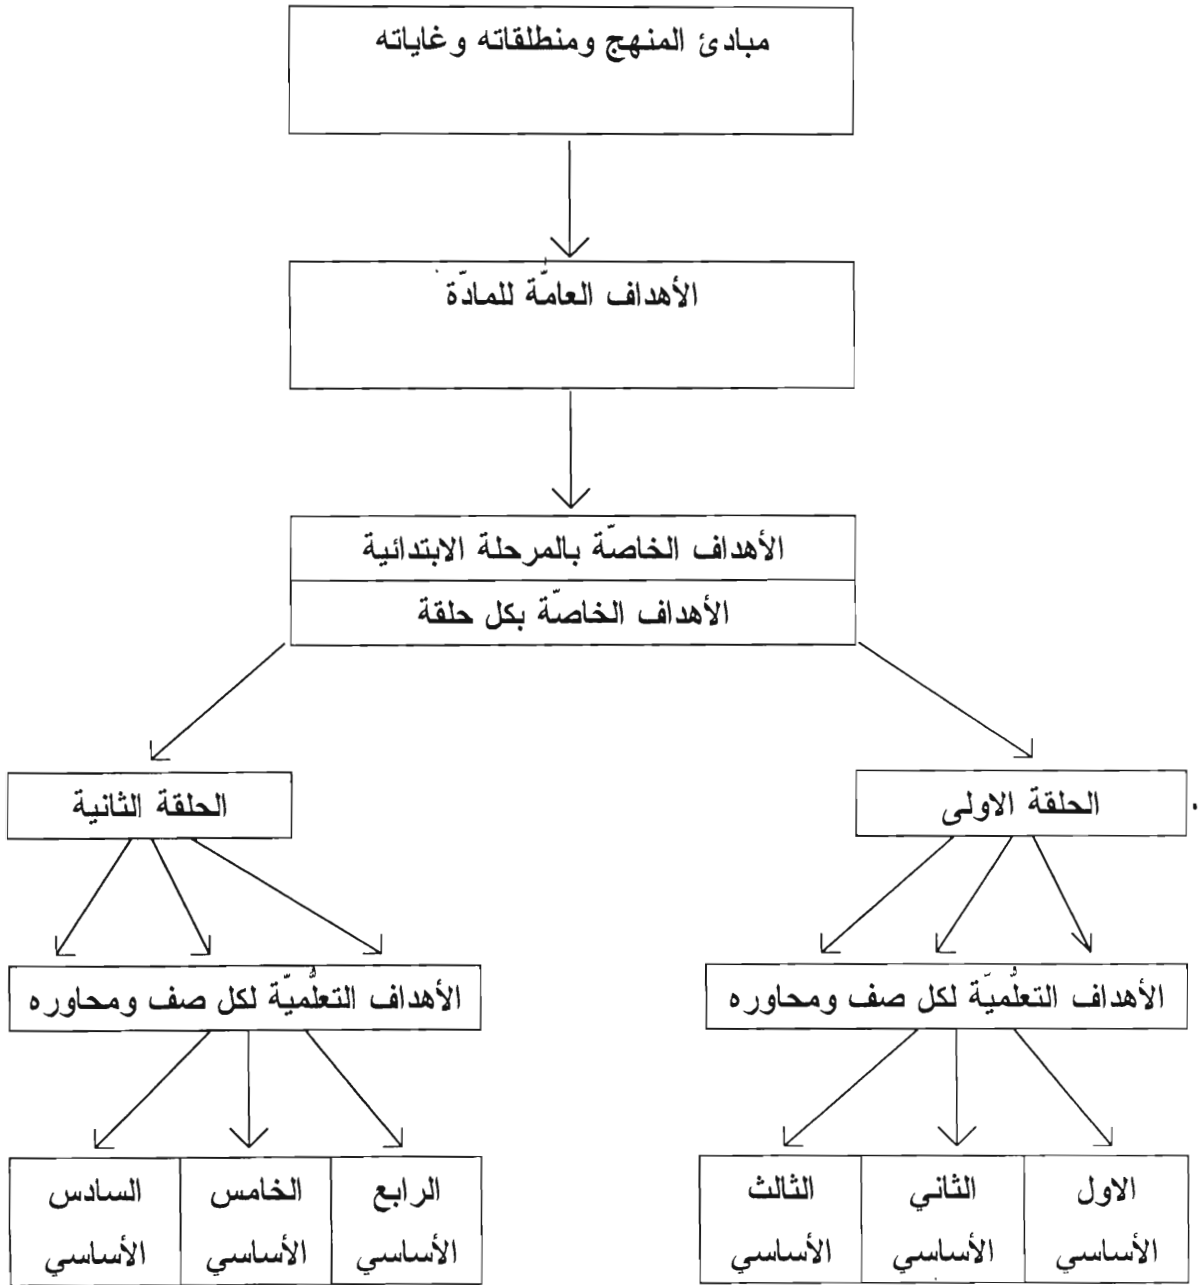 مبادئ المنهج ومنطلقاته وغاياته
الأهداف العامّة للمادّة
الأهداف الخاصّة بالمرحلة الابتدائية
الأهداف الخاصّة بكل حلقة
الحلقة الاولى
الحلقة الثانية
الأهداف التعلُّميّة لكل صف ومحاوره
الأهداف التعلُّميّة لكل صف ومحاوره
الاول
الأساسي
الثاني
الأساسي
الثالث
الأساسي
الرابع
الأساسي
الخامس
الأساسي
السادس
الأساسي